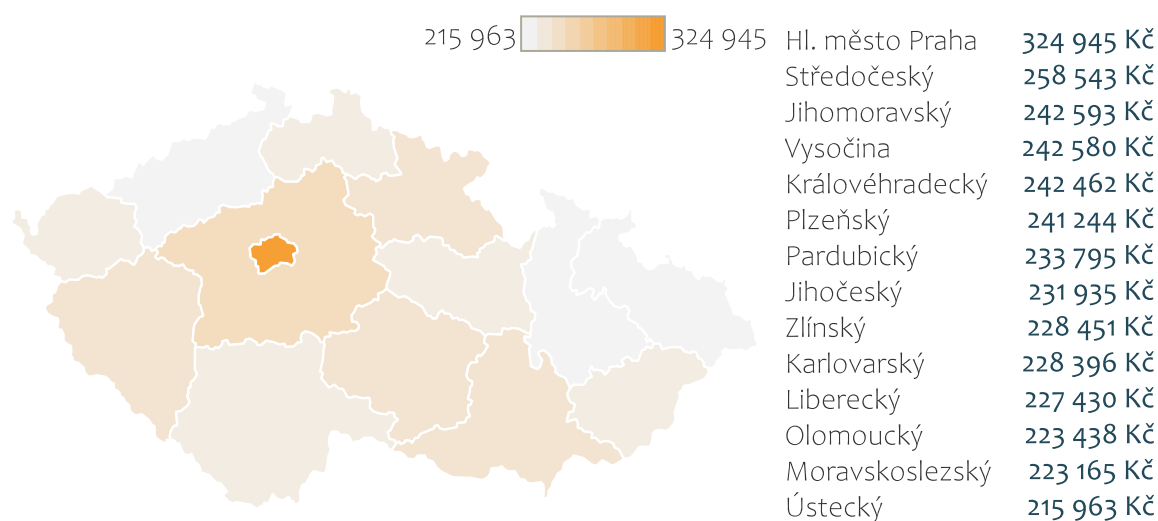 215 963 324 945
Hl. město Praha 324 945 Kč
Středočeský 258 543 Kč
Jihomoravský 242 593 Kč
Vysočina 242 580 Kč
Královéhradecký 242 462 Kč
Plzeňský 241 244 Kč
Pardubický 233 795 Kč
Jihočeský 231 935 Kč
Zlínský 228 451 Kč
Karlovarský 228 396 Kč
Liberecký 227 430 Kč
Olomoucký 223 438 Kč
Moravskoslezský 223 165 Kč
Ústecký 215 963 Kč